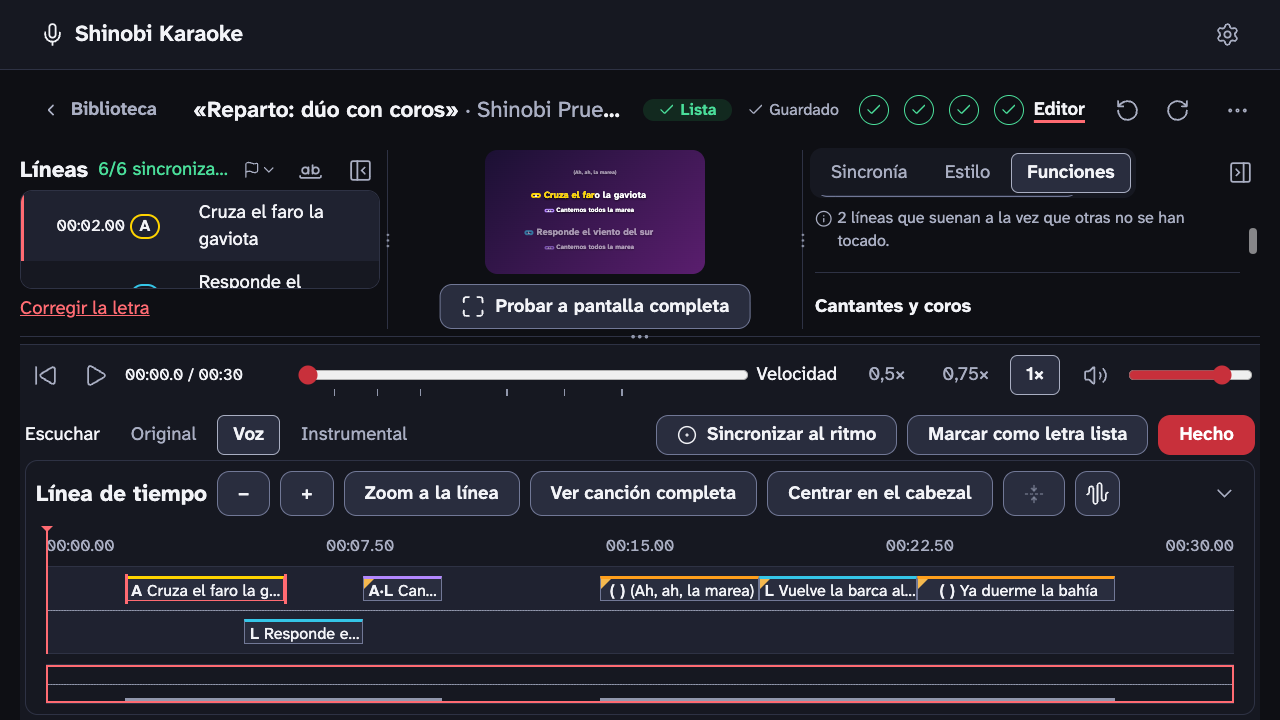 Shinobi Karaoke
Biblioteca
«Reparto: dúo con coros» · Shinobi Prue...
Lista
Guardado
Editor
Líneas
6/6 sincroniza...
ab
00:02.00 A Cruza el faro la gaviota
Responde el
Corregir la letra
(Ah, ah, la marea)
Cruza el faro la gaviota
Cantemos todos la marea
Responde el viento del sur
Cantemos todos la marea
Probar a pantalla completa
Sincronía
Estilo
Funciones
2 líneas que suenan a la vez que otras no se han
tocado.
Cantantes y coros
00:00.0 / 00:30
Velocidad
0,5×
0,75×
1×
Escuchar
Original
Voz
Instrumental
Sincronizar al ritmo
Marcar como letra lista
Hecho
Línea de tiempo
−
+
Zoom a la línea
Ver canción completa
Centrar en el cabezal
00:00.00
00:07.50
00:15.00
00:22.50
00:30.00
A Cruza el faro la g...
A·L Can...
( ) (Ah, ah, la marea)
L Vuelve la barca al...
( ) Ya duerme la bahía
L Responde e...